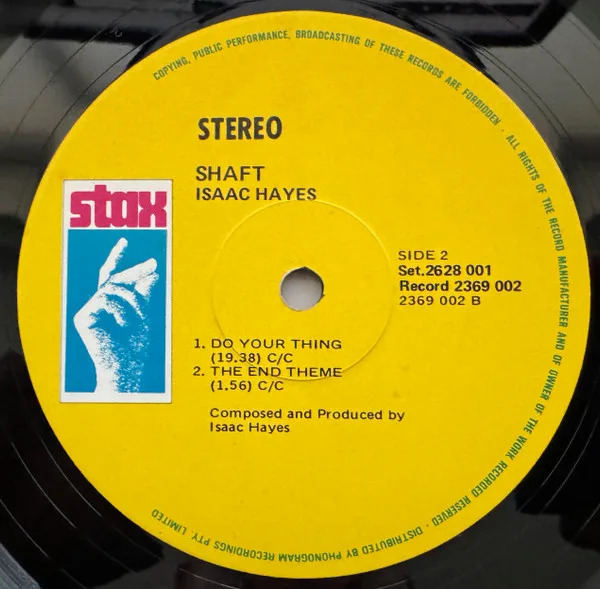 COPYING, PUBLIC PERFORMANCE, BROADCASTING OF THESE RECORDS ARE FORBIDDEN · ALL RIGHTS OF THE RECORD MANUFACTURER AND OF OWNER OF THE WORK RECORDED RESERVED · DISTRIBUTED BY PHONOGRAM RECORDINGS PTY. LIMITED
STEREO
SHAFT
ISAAC HAYES
stax
SIDE 2
Set.2628 001
Record 2369 002
2369 002 B
1. DO YOUR THING
(19.38) C/C
2. THE END THEME
(1.56) C/C
Composed and Produced by
Isaac Hayes